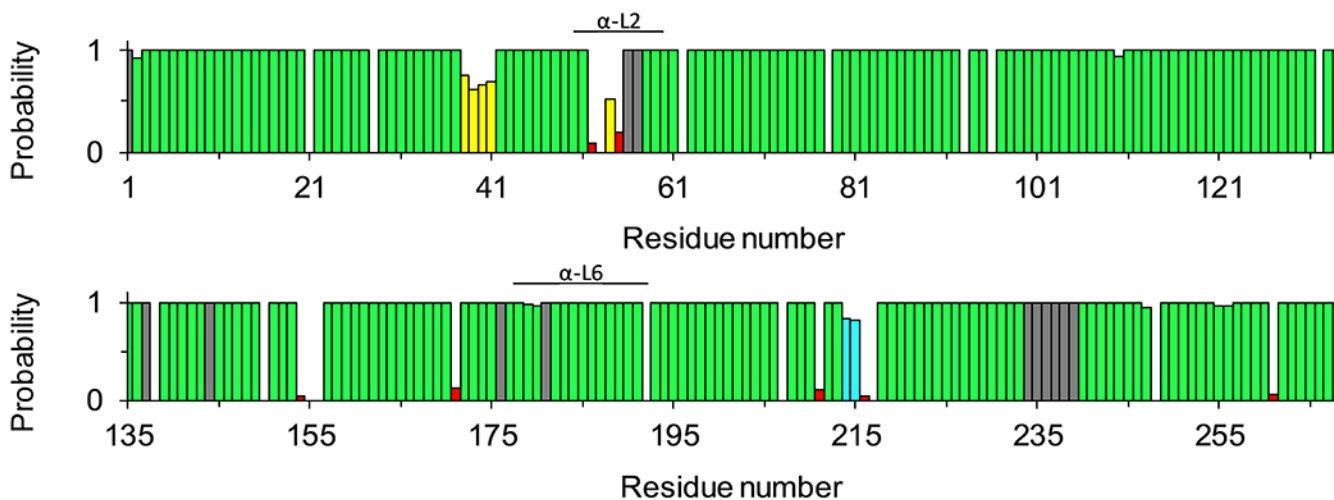 α-L2
Probability
1
0
1 21 41 61 81 101 121
Residue number
α-L6
Probability
1
0
135 155 175 195 215 235 255
Residue number